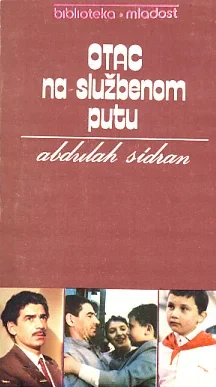 biblioteka • mladost
OTAC
na službenom
putu
abdulah sidran